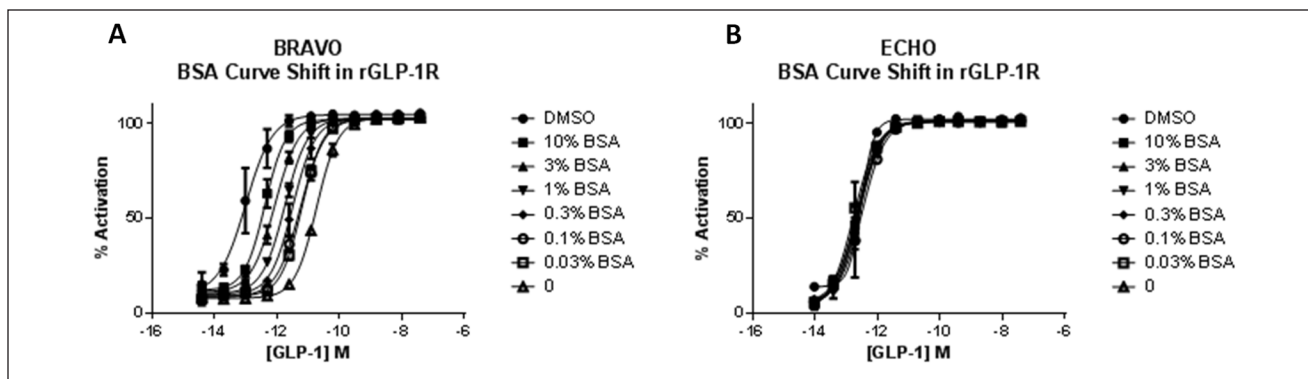 A
BRAVO
BSA Curve Shift in rGLP-1R
% Activation
100
50
0
-16
-14
-12
-10
-8
-6
[GLP-1] M
DMSO
10% BSA
3% BSA
1% BSA
0.3% BSA
0.1% BSA
0.03% BSA
0
B
ECHO
BSA Curve Shift in rGLP-1R
% Activation
100
50
0
-16
-14
-12
-10
-8
-6
[GLP-1] M
DMSO
10% BSA
3% BSA
1% BSA
0.3% BSA
0.1% BSA
0.03% BSA
0